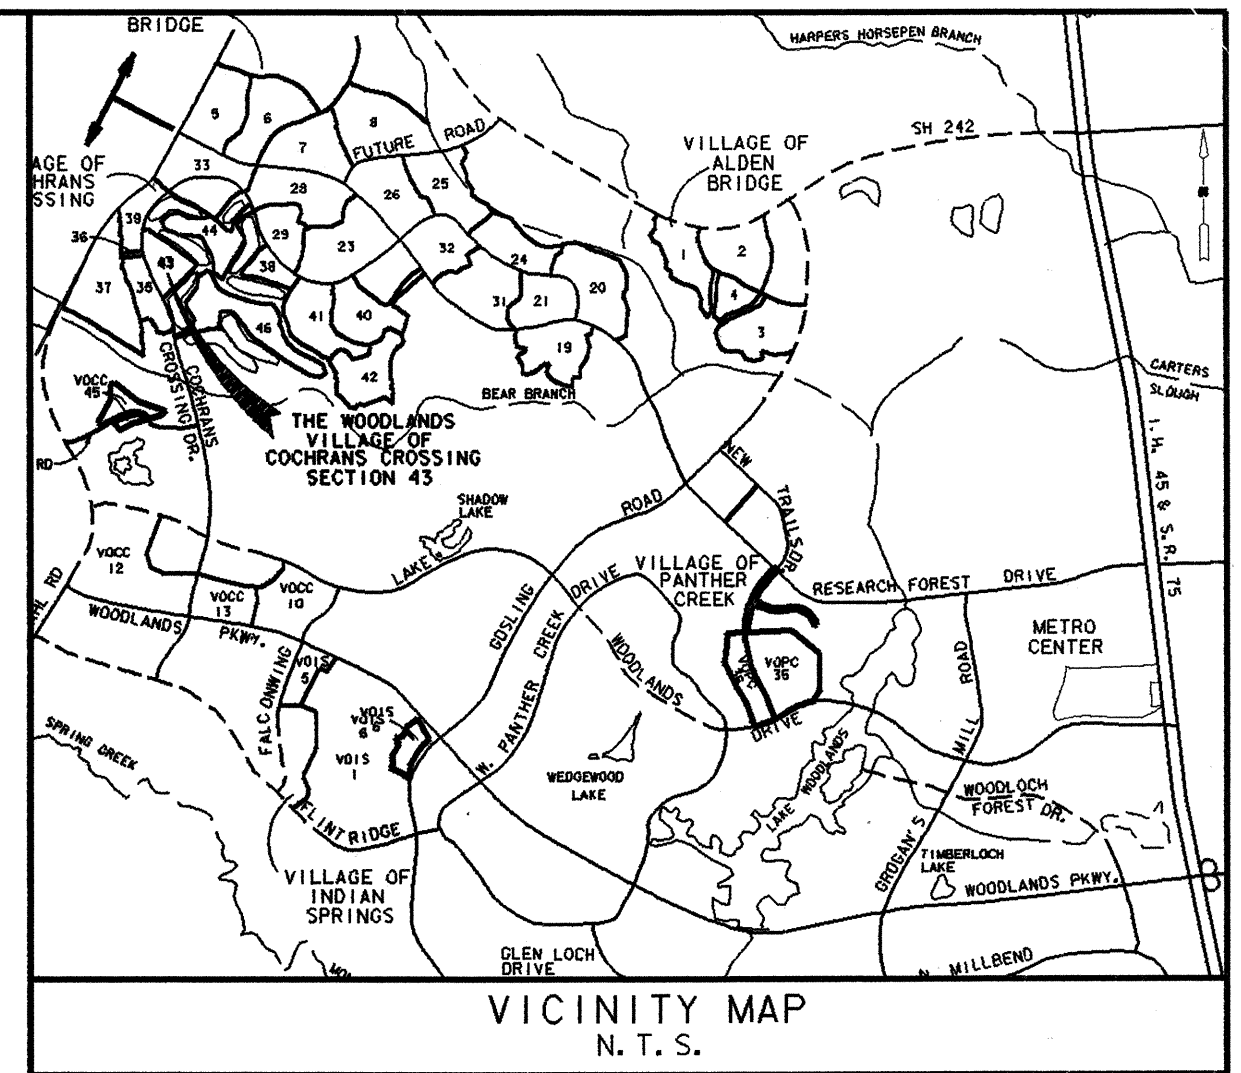 BRIDGE
HARPERS HORSEPEN BRANCH
5
6
8
7
FUTURE ROAD
SH 242
VILLAGE OF
ALDEN
BRIDGE
AGE OF
HRANS
SSING
33
28
26
25
39
36
44
29
23
32
1
2
43
38
24
37
35
31
21
20
4
41
40
46
3
19
42
VOCC
45
COCHRANS
CROSSING DR.
BEAR BRANCH
CARTERS
SLOUGH
THE WOODLANDS
VILLAGE OF
COCHRANS CROSSING
SECTION 43
RD
NEW TRAILS DR.
I. H. 45 & S. R. 75
SHADOW
LAKE
GOSLING ROAD
VOCC
12
LAKE
VILLAGE OF
PANTHER
CREEK
RESEARCH FOREST DRIVE
VOCC
13
VOCC
10
RD
WOODLANDS PKWY.
W. PANTHER CREEK DRIVE
WOODLANDS
DRIVE
METRO
CENTER
VOPC
36
FALCONWING
VOIS
5
VOIS
1
SPRING CREEK
WEDGEWOOD
LAKE
LAKE WOODLANDS
GROGAN'S MILL ROAD
WOODLOCH
FOREST DR.
FLINTRIDGE
TIMBERLOCH
LAKE
WOODLANDS PKWY.
VILLAGE OF
INDIAN
SPRINGS
GLEN LOCH
DRIVE
MILLBEND
VICINITY MAP
N. T. S.